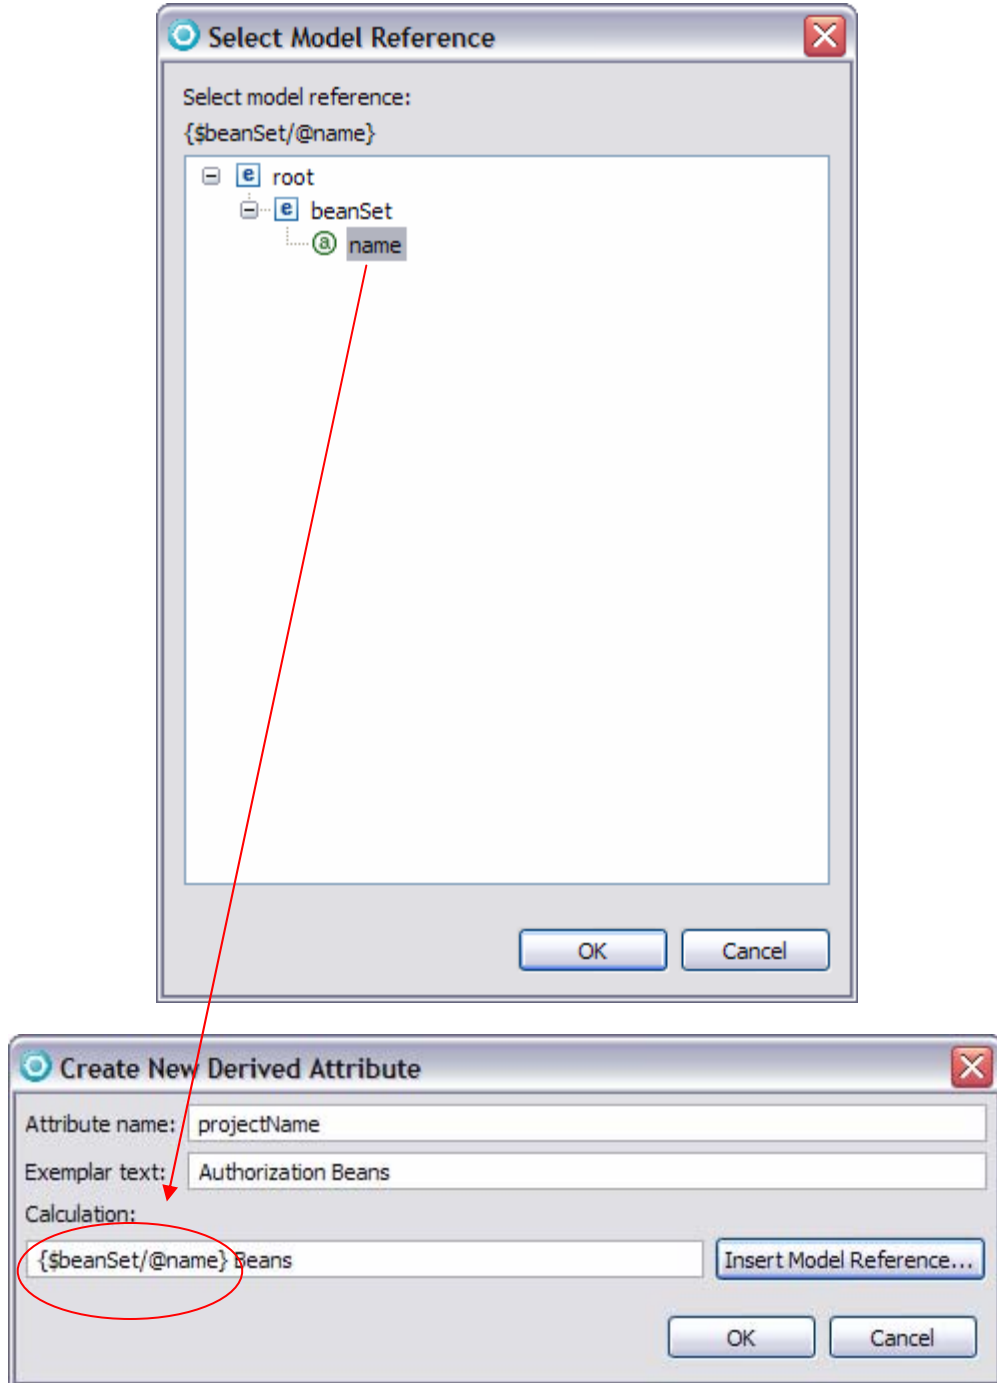 Select Model Reference
Select model reference:
{$beanSet/@name}
e root
e beanSet
a name
OK Cancel
Create New Derived Attribute
Attribute name: projectName
Exemplar text: Authorization Beans
Calculation:
{$beanSet/@name} Beans Insert Model Reference...
OK Cancel